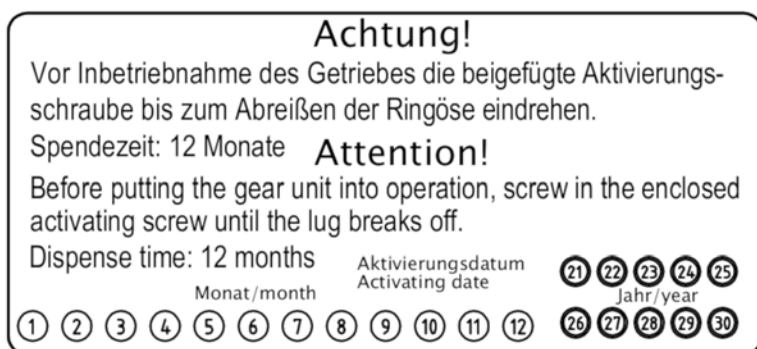 Achtung!
Vor Inbetriebnahme des Getriebes die beigefügte Aktivierungs-
schraube bis zum Abreißen der Ringöse eindrehen.
Spendezeit: 12 Monate Attention!
Before putting the gear unit into operation, screw in the enclosed
activating screw until the lug breaks off.
Dispense time: 12 months
Aktivierungsdatum
Activating date
Monat/month
1 2 3 4 5 6 7 8 9 10 11 12
21 22 23 24 25
Jahr/year
26 27 28 29 30